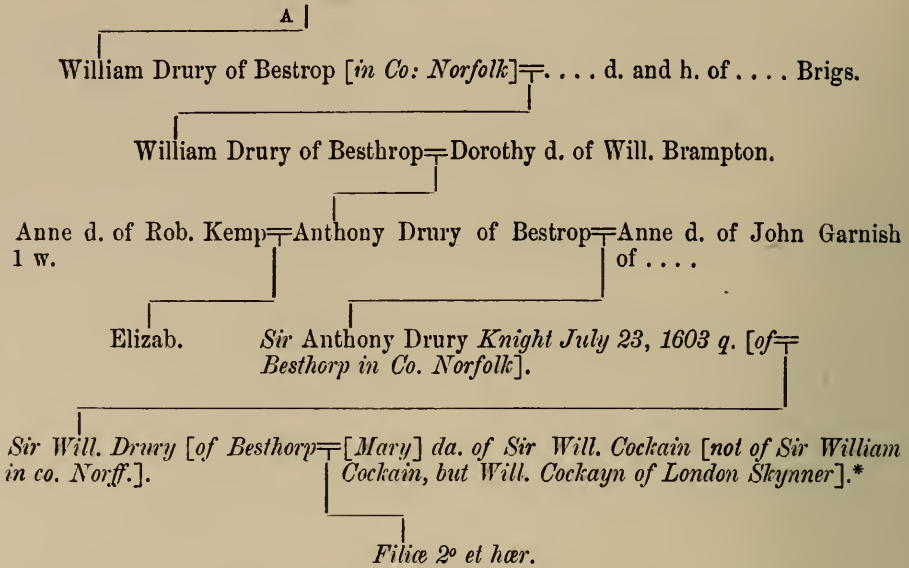 A
William Drury of Bestrop [in Co: Norfolk]=. . . . d. and h. of . . . . Brigs.
William Drury of Besthrop=Dorothy d. of Will. Brampton.
Anne d. of Rob. Kemp=Anthony Drury of Bestrop=Anne d. of John Garnish
1 w.
of . . . .
Elizab.
Sir Anthony Drury Knight July 23, 1603 q. [of=
Besthorp in Co. Norfolk].
Sir Will. Drury [of Besthorp=[Mary] da. of Sir Will. Cockain [not of Sir William
in co. Norff.].
Cockain, but Will. Cockayn of London Skynner].*
Filiæ 2º et hær.